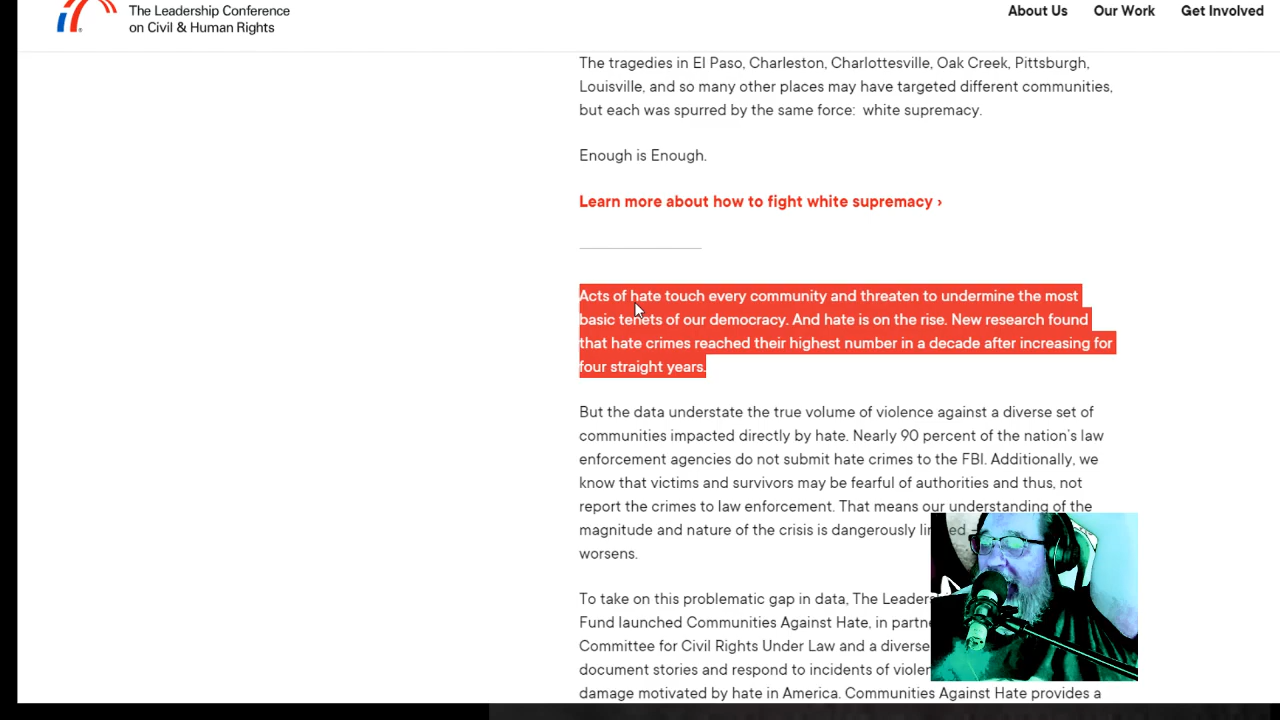 The Leadership Conference
on Civil & Human Rights
About Us
Our Work
Get Involved
The tragedies in El Paso, Charleston, Charlottesville, Oak Creek, Pittsburgh,
Louisville, and so many other places may have targeted different communities,
but each was spurred by the same force: white supremacy.
Enough is Enough.
Learn more about how to fight white supremacy ›
Acts of hate touch every community and threaten to undermine the most
basic tenets of our democracy. And hate is on the rise. New research found
that hate crimes reached their highest number in a decade after increasing for
four straight years.
But the data understate the true volume of violence against a diverse set of
communities impacted directly by hate. Nearly 90 percent of the nation's law
enforcement agencies do not submit hate crimes to the FBI. Additionally, we
know that victims and survivors may be fearful of authorities and thus, not
report the crimes to law enforcement. That means our understanding of the
magnitude and nature of the crisis is dangerously
worsens.
To take on this problematic gap in data, The
Fund launched Communities Against Hate, in
Committee for Civil Rights Under Law and a diverse
document stories and respond to incidents of
damage motivated by hate in America. Communities Against Hate provides a